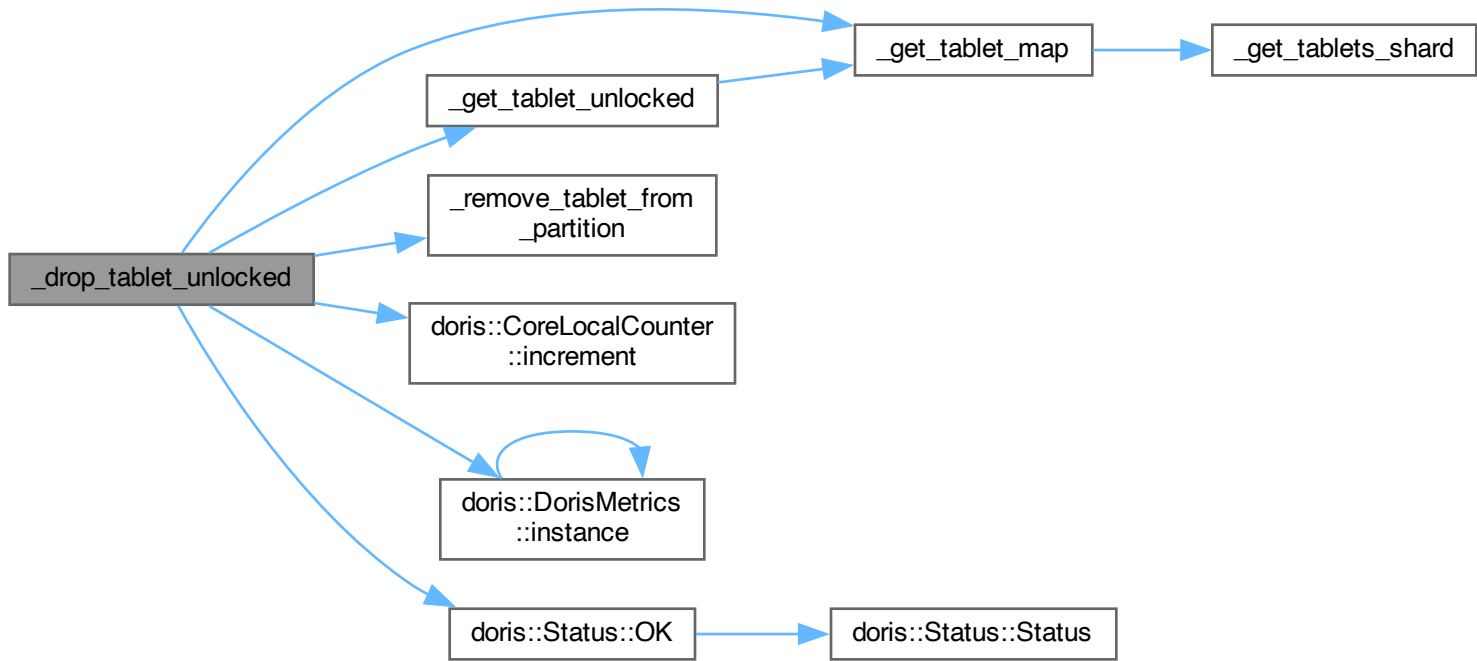 _get_tablet_map
_get_tablets_shard
_get_tablet_unlocked
_remove_tablet_from
_partition
_drop_tablet_unlocked
doris::CoreLocalCounter
::increment
doris::DorisMetrics
::instance
doris::Status::OK
doris::Status::Status